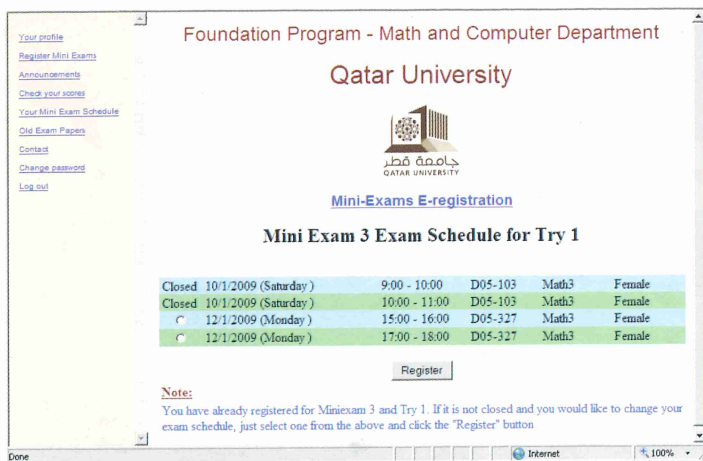 Your profile
Register Mini Exams
Announcements
Check your scores
Your Mini Exam Schedule
Old Exam Papers
Contact
Change password
Log out
Foundation Program - Math and Computer Department
Qatar University
جامعة قطر
QATAR UNIVERSITY
Mini-Exams E-registration
Mini Exam 3 Exam Schedule for Try 1
Closed 10/1/2009 (Saturday ) 9:00 - 10:00 D05-103 Math3 Female
Closed 10/1/2009 (Saturday ) 10:00 - 11:00 D05-103 Math3 Female
12/1/2009 (Monday ) 15:00 - 16:00 D05-327 Math3 Female
12/1/2009 (Monday ) 17:00 - 18:00 D05-327 Math3 Female
Register
Note:
You have already registered for Miniexam 3 and Try 1. If it is not closed and you would like to change your
exam schedule, just select one from the above and click the "Register" button
Done Internet 100%